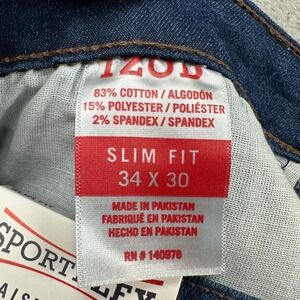 IZOD
83% COTTON / ALGODÓN
15% POLYESTER / POLIÉSTER
2% SPANDEX / SPANDEX
SLIM FIT
34 X 30
MADE IN PAKISTAN
FABRIQUÉ EN PAKISTAN
HECHO EN PAKISTAN
RN # 140976
SPORT